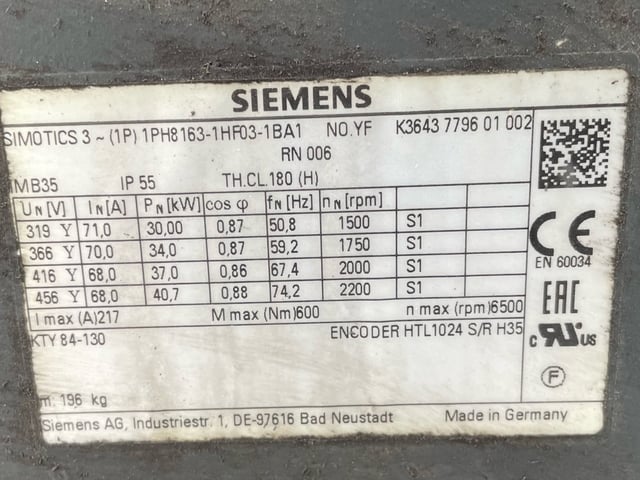 SIEMENS
SIMOTICS 3 ~ (1P) 1PH8163-1HF03-1BA1 NO.YF K3643 7796 01 002
RN 006
IMB35 IP 55 TH.CL.180 (H)
UN [V] IN [A] PN [kW] cos φ fN [Hz] nN [rpm]
319 Y 71,0 30,00 0,87 50,8 1500 S1
366 Y 70,0 34,0 0,87 59,2 1750 S1
416 Y 68,0 37,0 0,86 67,4 2000 S1
456 Y 68,0 40,7 0,88 74,2 2200 S1
I max (A)217 M max (Nm)600 n max (rpm)6500
KTY 84-130 ENCODER HTL1024 S/R H35
m: 196 kg
Siemens AG, Industriestr. 1, DE-97616 Bad Neustadt Made in Germany
CE
EN 60034
EAC
c RU US
F